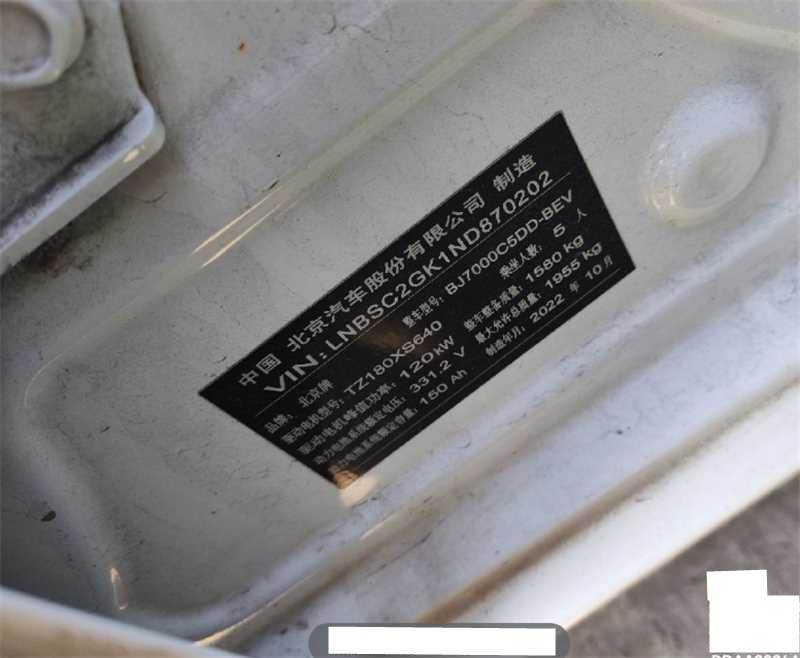 中国 北京汽车股份有限公司 制造
VIN: LNBSC2GK1ND870202
品牌: 北京牌 整车型号: BJ7000C5DD-BEV
驱动电机型号: TZ180XS640 乘坐人数: 5 人
驱动电机峰值功率: 120 kW 整车整备质量: 1580 kg
动力电池系统额定电压: 331.2 V 最大允许总质量: 1955 kg
动力电池系统额定容量: 150 Ah 制造年月: 2022 年 10 月